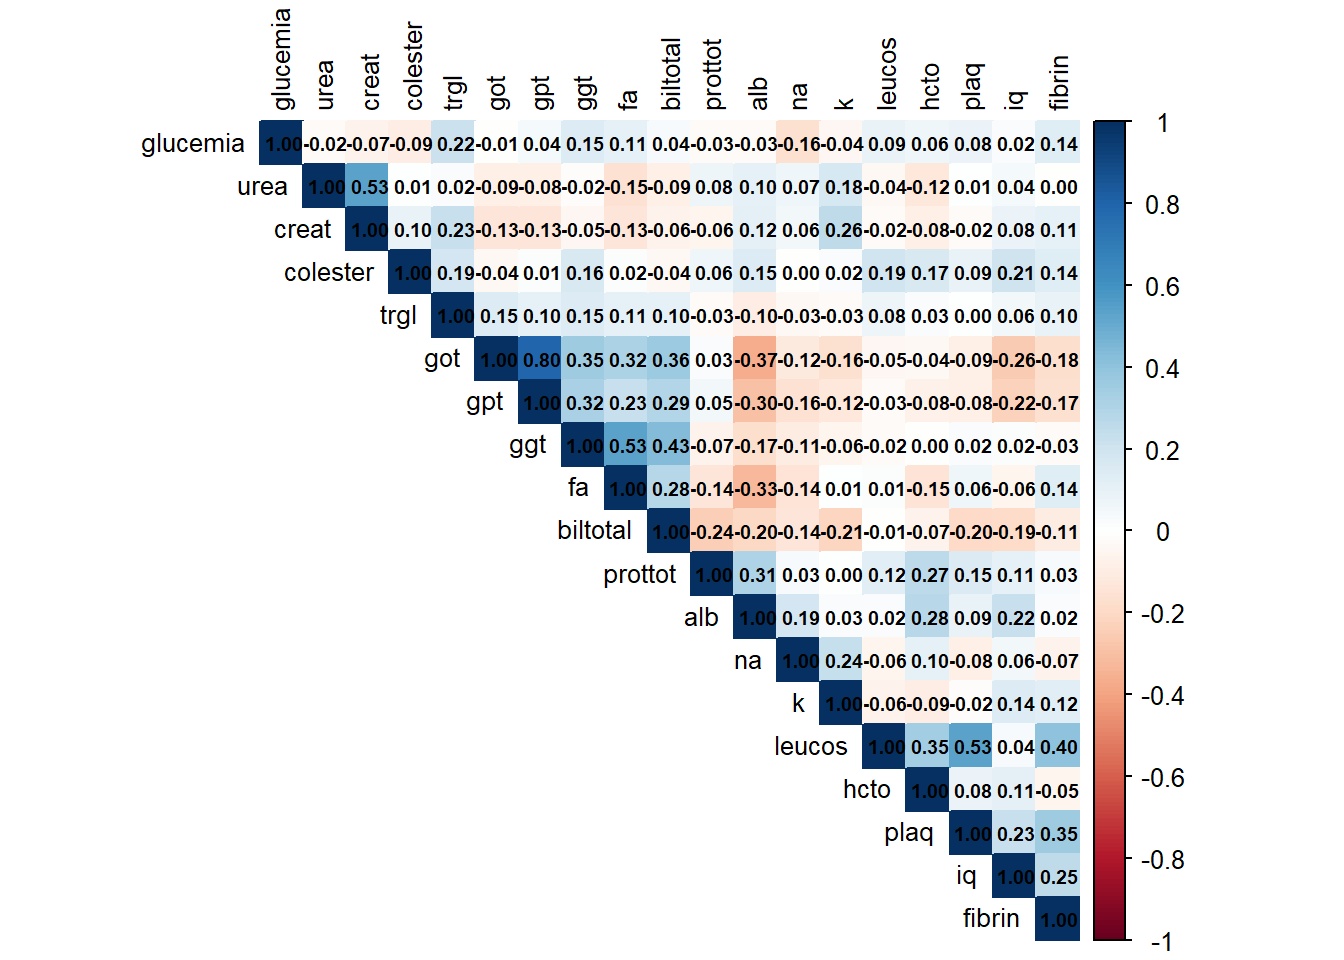 glucemia urea creat colester trgl got gpt ggt fa biltotal prottot alb na k leucos hcto plaq iq fibrin
glucemia 1.00 -0.02 -0.07 -0.09 0.22 -0.01 0.04 0.15 0.11 0.04 -0.03 -0.03 -0.16 -0.04 0.09 0.06 0.08 0.02 0.14
urea 1.00 0.53 0.01 0.02 -0.09 -0.08 -0.02 -0.15 -0.09 0.08 0.10 0.07 0.18 -0.04 -0.12 0.01 0.04 0.00
creat 1.00 0.10 0.23 -0.13 -0.13 -0.05 -0.13 -0.06 -0.06 0.12 0.06 0.26 -0.02 -0.08 -0.02 0.08 0.11
colester 1.00 0.19 -0.04 0.01 0.16 0.02 -0.04 0.06 0.15 0.00 0.02 0.19 0.17 0.09 0.21 0.14
trgl 1.00 0.15 0.10 0.15 0.11 0.10 -0.03 -0.10 -0.03 -0.03 0.08 0.03 0.00 0.06 0.10
got 1.00 0.80 0.35 0.32 0.36 0.03 -0.37 -0.12 -0.16 -0.05 -0.04 -0.09 -0.26 -0.18
gpt 1.00 0.32 0.23 0.29 0.05 -0.30 -0.16 -0.12 -0.03 -0.08 -0.08 -0.22 -0.17
ggt 1.00 0.53 0.43 -0.07 -0.17 -0.11 -0.06 -0.02 0.00 0.02 0.02 -0.03
fa 1.00 0.28 -0.14 -0.33 -0.14 0.01 0.01 -0.15 0.06 -0.06 0.14
biltotal 1.00 -0.24 -0.20 -0.14 -0.21 -0.01 -0.07 -0.20 -0.19 -0.11
prottot 1.00 0.31 0.03 0.00 0.12 0.27 0.15 0.11 0.03
alb 1.00 0.19 0.03 0.02 0.28 0.09 0.22 0.02
na 1.00 0.24 -0.06 0.10 -0.08 0.06 -0.07
k 1.00 -0.06 -0.09 -0.02 0.14 0.12
leucos 1.00 0.35 0.53 0.04 0.40
hcto 1.00 0.08 0.11 -0.05
plaq 1.00 0.23 0.35
iq 1.00 0.25
fibrin 1.00
1
0.8
0.6
0.4
0.2
0
-0.2
-0.4
-0.6
-0.8
-1